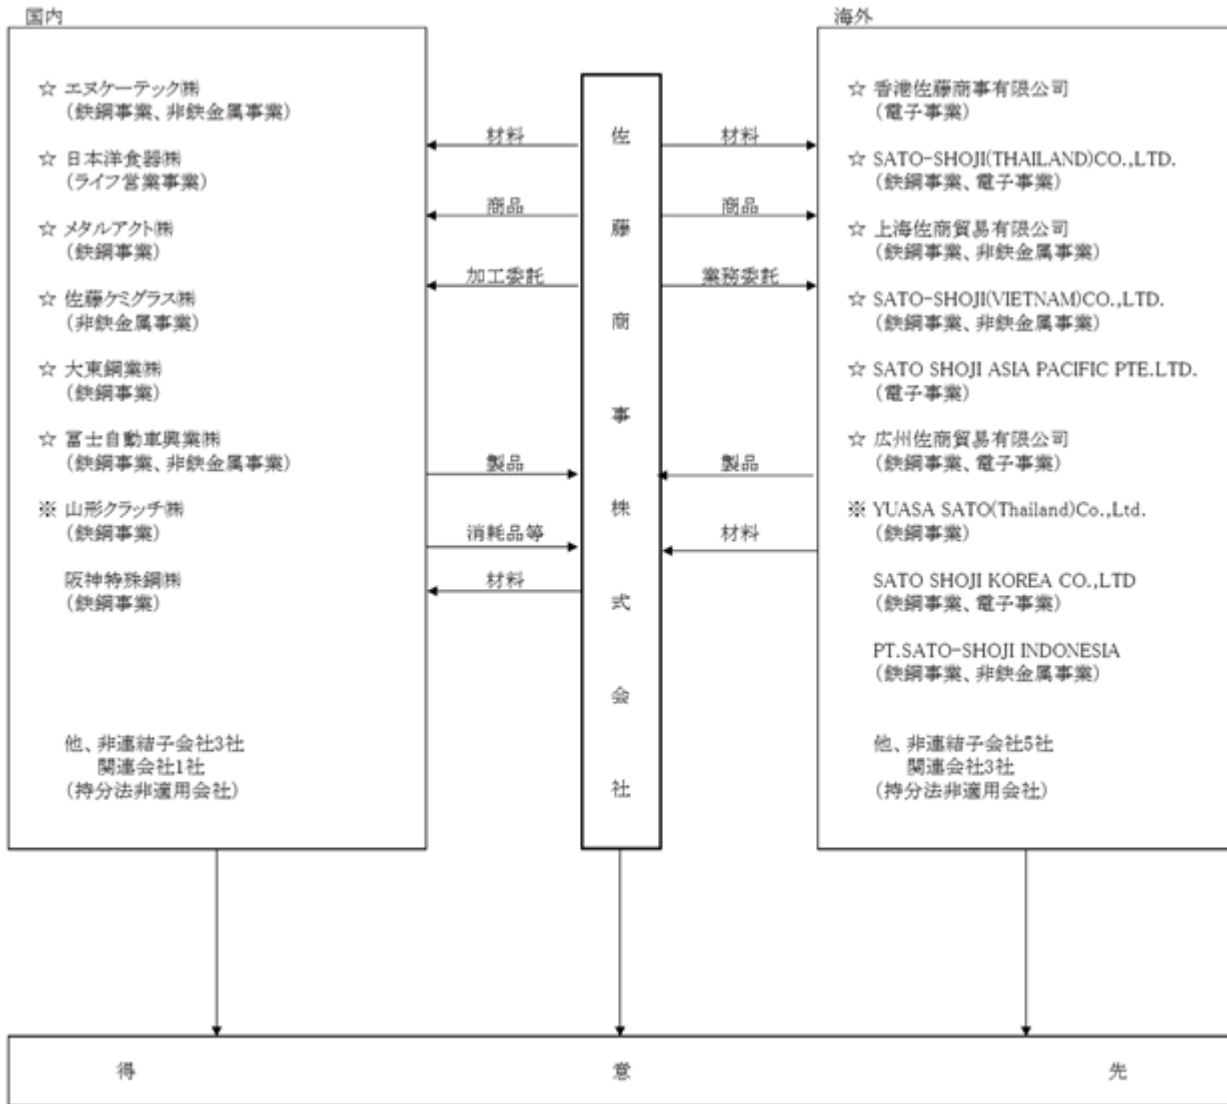 国内
☆ エヌケーテック㈱
(鉄鋼事業、非鉄金属事業)
☆ 日本洋食器㈱
(ライフ営業事業)
☆ メタルアクト㈱
(鉄鋼事業)
☆ 佐藤ケミグラス㈱
(非鉄金属事業)
☆ 大東鋼業㈱
(鉄鋼事業)
☆ 冨士自動車興業㈱
(鉄鋼事業、非鉄金属事業)
※ 山形クラッチ㈱
(鉄鋼事業)
阪神特殊鋼㈱
(鉄鋼事業)
他、非連結子会社3社
関連会社1社
(持分法非適用会社)
材料
商品
加工委託
製品
消耗品等
材料
佐藤商事株式会社
材料
商品
業務委託
製品
材料
海外
☆ 香港佐藤商事有限公司
(電子事業)
☆ SATO-SHOJI(THAILAND)CO.,LTD.
(鉄鋼事業、電子事業)
☆ 上海佐商貿易有限公司
(鉄鋼事業、非鉄金属事業)
☆ SATO-SHOJI(VIETNAM)CO.,LTD.
(鉄鋼事業、非鉄金属事業)
☆ SATO SHOJI ASIA PACIFIC PTE.LTD.
(電子事業)
☆ 広州佐商貿易有限公司
(鉄鋼事業、電子事業)
※ YUASA SATO(Thailand)Co.,Ltd.
(鉄鋼事業)
SATO SHOJI KOREA CO.,LTD
(鉄鋼事業、電子事業)
PT.SATO-SHOJI INDONESIA
(鉄鋼事業、非鉄金属事業)
他、非連結子会社5社
関連会社3社
(持分法非適用会社)
得意先